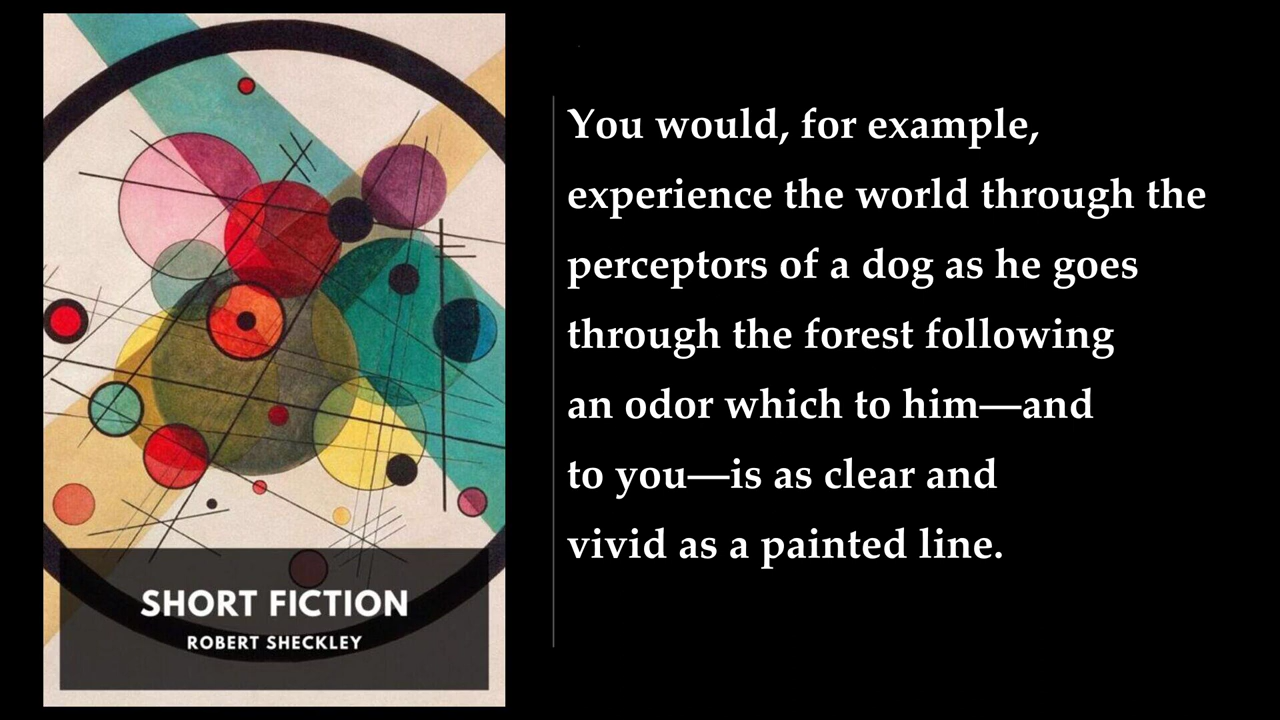 SHORT FICTION
ROBERT SHECKLEY
You would, for example,
experience the world through the
perceptors of a dog as he goes
through the forest following
an odor which to him—and
to you—is as clear and
vivid as a painted line.